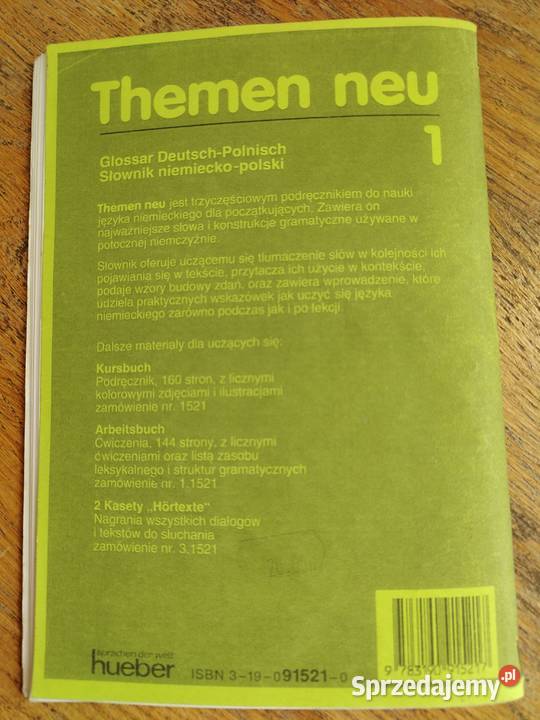 Themen neu
1
Glossar Deutsch-Polnisch
Słownik niemiecko-polski
Themen neu jest trzyczęściowym podręcznikiem do nauki
języka niemieckiego dla początkujących. Zawiera on
najważniejsze słowa i konstrukcje gramatyczne używane w
potocznej niemczyźnie.
Słownik oferuje uczącemu się tłumaczenie słów w kolejności ich
pojawiania się w tekście, przytacza ich użycie w kontekście,
podaje wzory budowy zdań, oraz zawiera wprowadzenie, które
udziela praktycznych wskazówek jak uczyć się języka
niemieckiego zarówno podczas jak i po lekcji.
Dalsze materiały dla uczących się:
Kursbuch
Podręcznik, 160 stron, z licznymi
kolorowymi zdjęciami i ilustracjami
zamówienie nr. 1521
Arbeitsbuch
Ćwiczenia, 144 strony, z licznymi
ćwiczeniami oraz listą zasobu
leksykalnego i struktur gramatycznych
zamówienie nr. 1.1521
2 Kasety „Hörtexte“
Nagrania wszystkich dialogów
i tekstów do słuchania
zamówienie nr. 3.1521
sprachen der welt
hueber
ISBN 3-19-091521-0
9 783190 915217
Sprzedajemy.pl